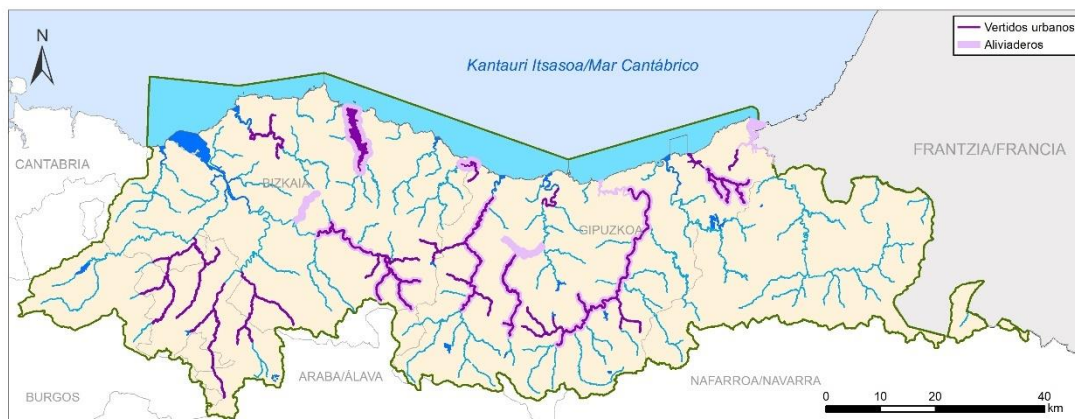 N
Kantauri Itsasoa/Mar Cantábrico
Vertidos urbanos
Aliviaderos
CANTABRIA
BIZKAIA
GIPUZKOA
FRANTZIA/FRANCIA
ARABA/ÁLAVA
NAFARROA/NAVARRA
BURGOS
0 10 20 40
km